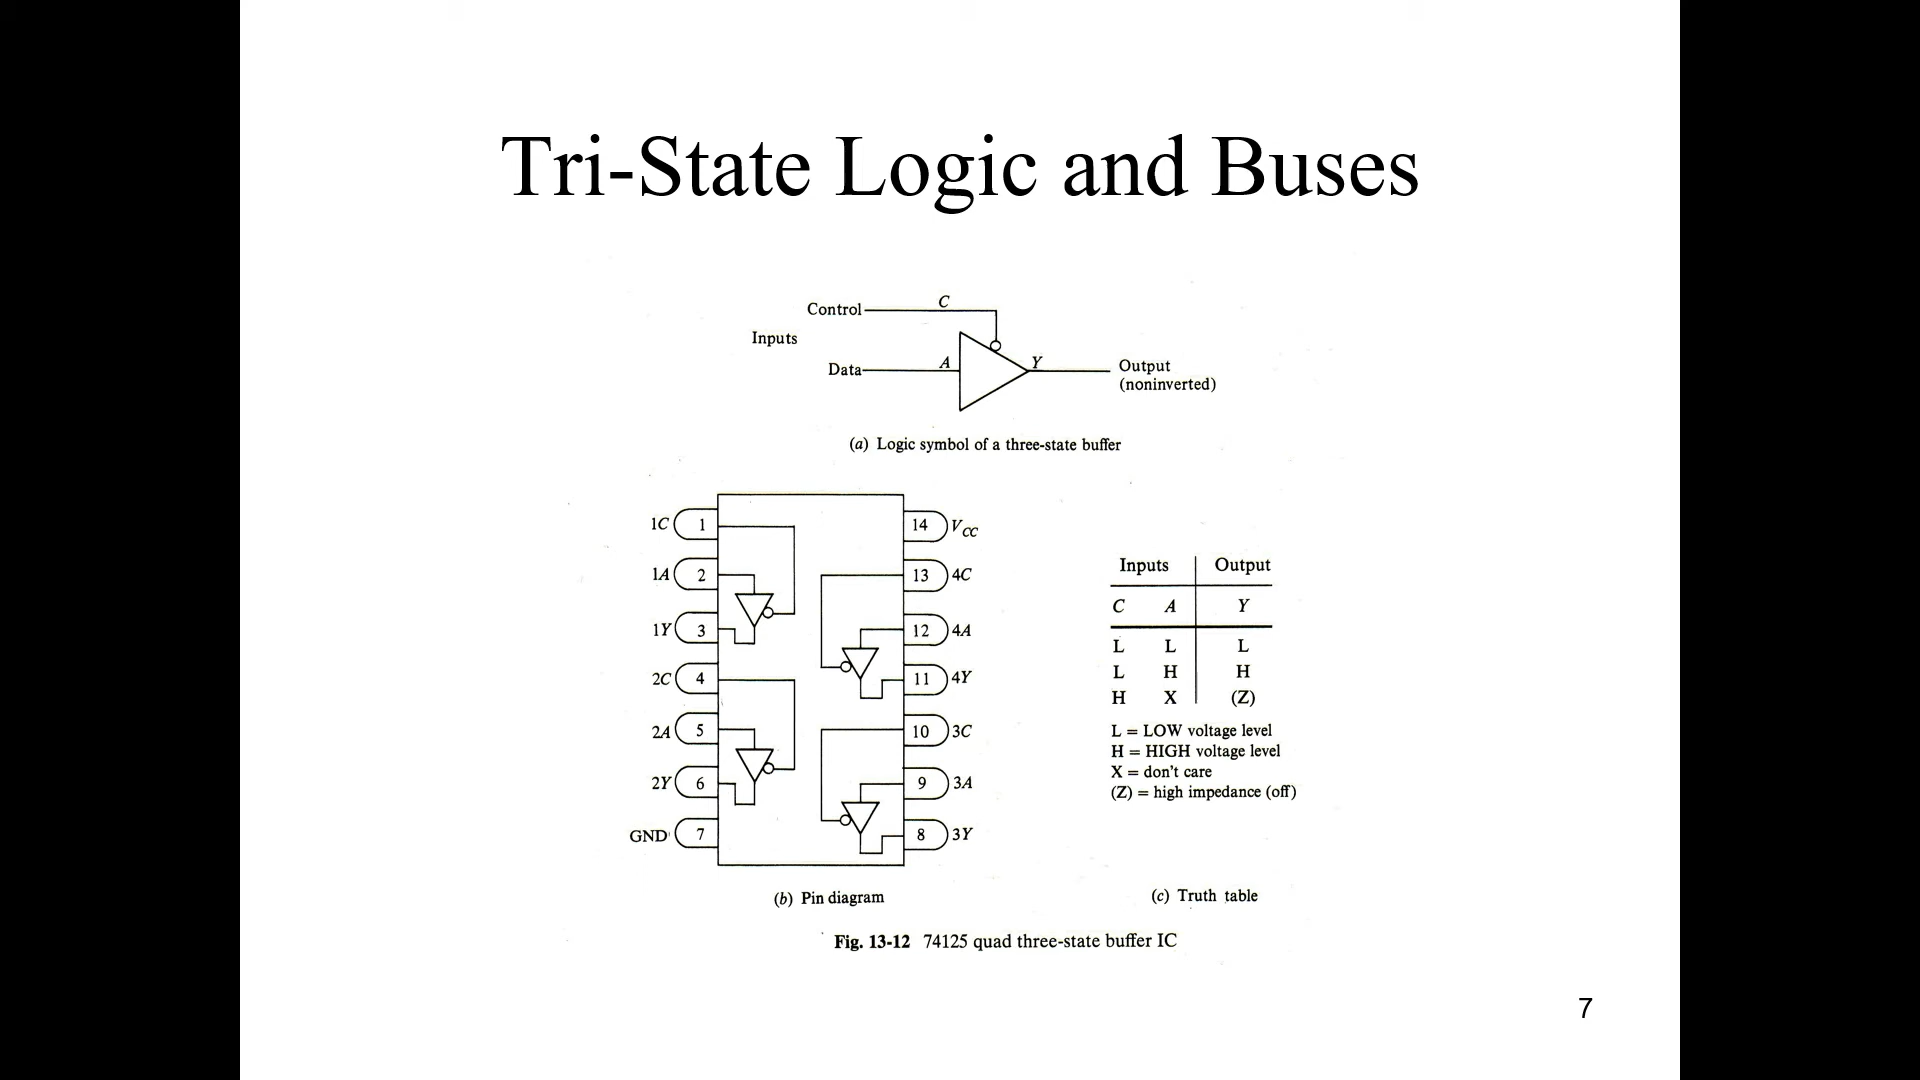 Tri-State Logic and Buses
Control
C
Inputs
Data
A
Y
Output
(noninverted)
(a) Logic symbol of a three-state buffer
1C 1
1A 2
1Y 3
2C 4
2A 5
2Y 6
GND 7
14 VCC
13 4C
12 4A
11 4Y
10 3C
9 3A
8 3Y
(b) Pin diagram
Inputs Output
C A Y
L L L
L H H
H X (Z)
L = LOW voltage level
H = HIGH voltage level
X = don't care
(Z) = high impedance (off)
(c) Truth table
Fig. 13-12 74125 quad three-state buffer IC
7